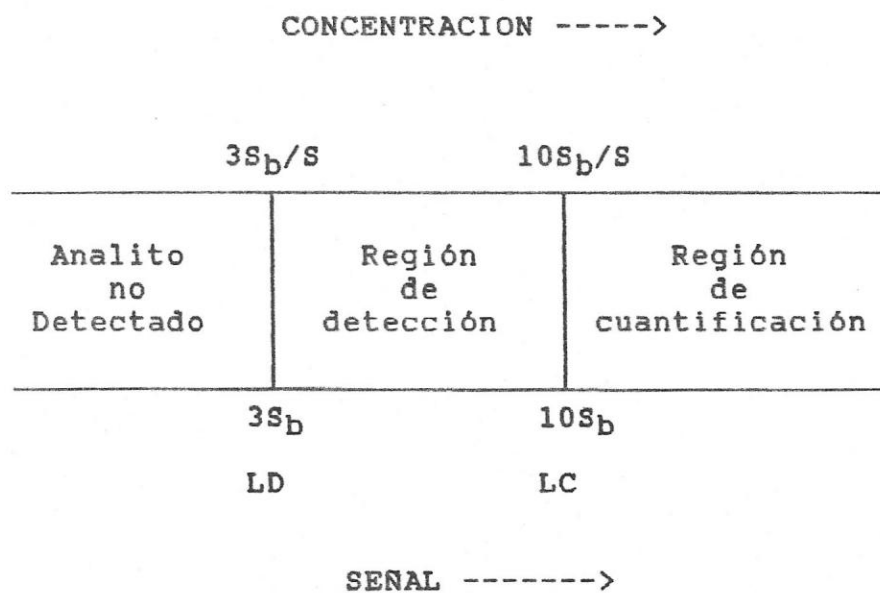 CONCENTRACION ----->
3Sb/S 10Sb/S
Analito Región Región
no de de
Detectado detección cuantificación
3Sb 10Sb
LD LC
SEÑAL ------->